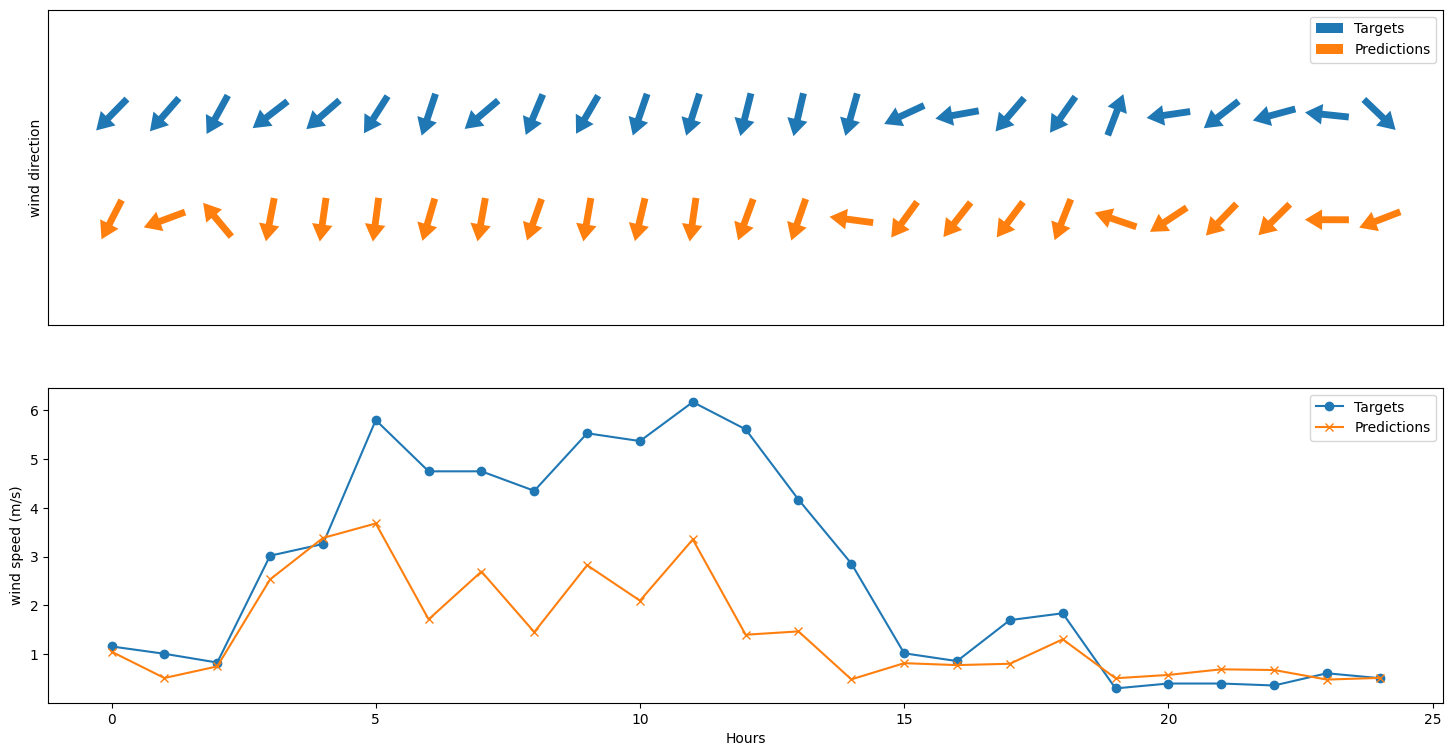 Targets
Predictions
wind direction
Targets
Predictions
6
5
4
3
2
1
wind speed (m/s)
0 5 10 15 20 25
Hours